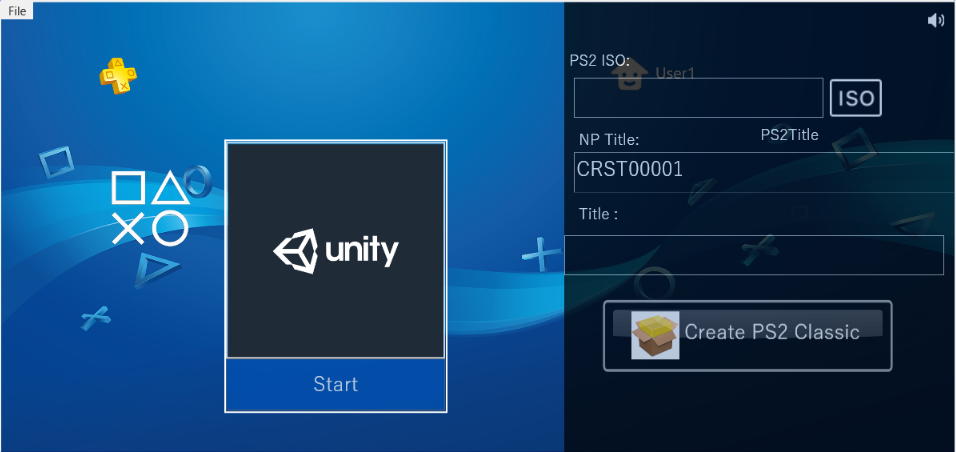 File
PS2 ISO:
User1
ISO
NP Title:
PS2Title
CRST00001
Title :
unity
Create PS2 Classic
Start